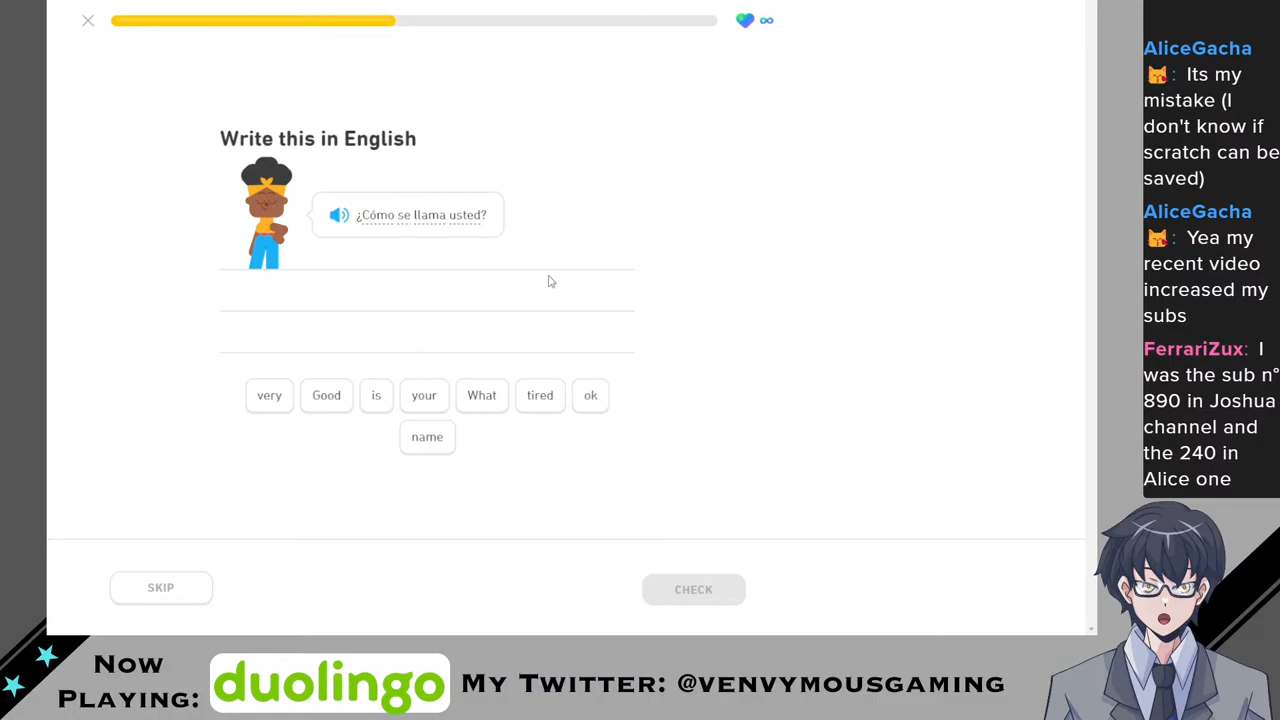 Write this in English
¿Cómo se llama usted?
very Good is your What tired ok
name
SKIP
CHECK
AliceGacha
: Its my
mistake (I
don't know if
scratch can be
saved)
AliceGacha
: Yea my
recent video
increased my
subs
FerrariZux: I
was the sub n°
890 in Joshua
channel and
the 240 in
Alice one
Now
Playing:
duolingo
My Twitter: @venvymousgaming